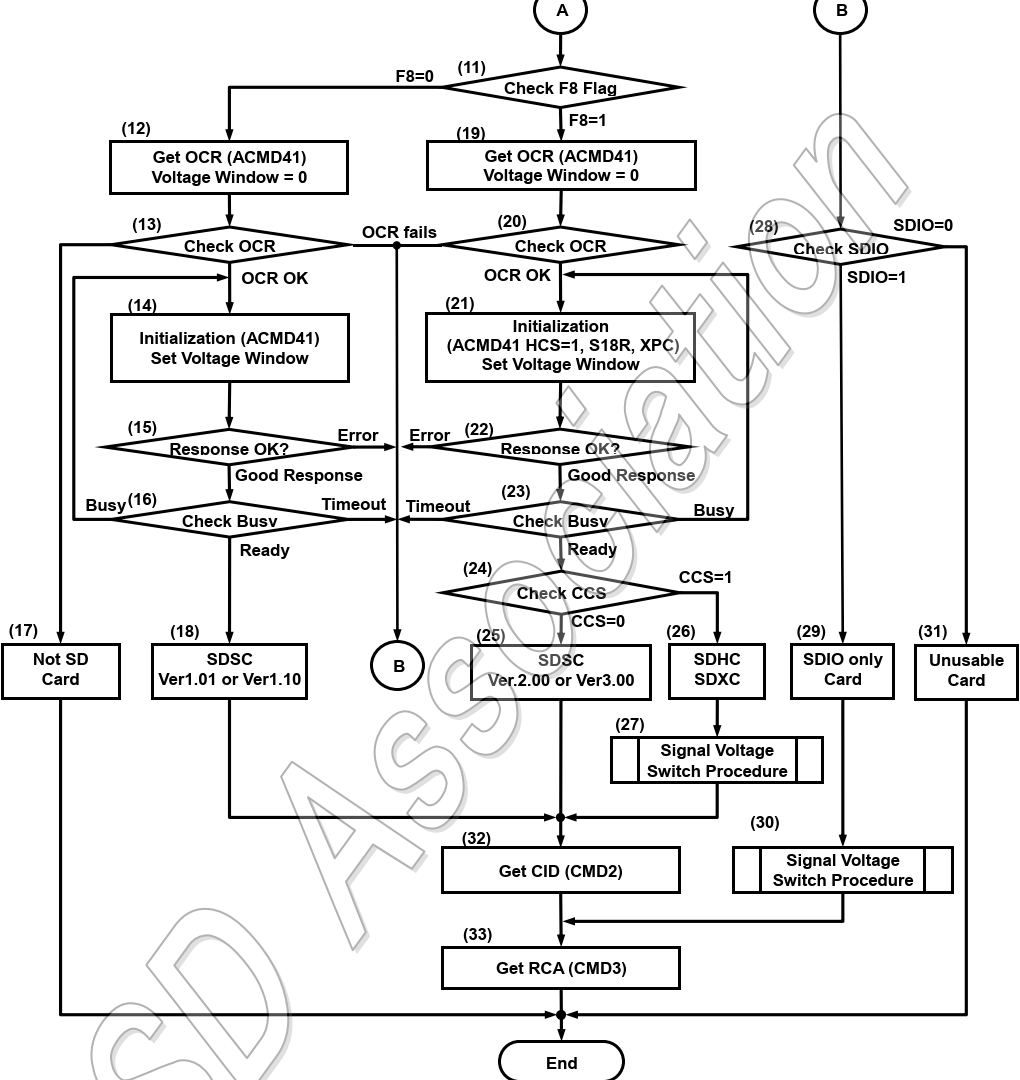 A
B
(11)
F8=0
Check F8 Flag
F8=1
(12)
(19)
Get OCR (ACMD41)
Voltage Window = 0
Get OCR (ACMD41)
Voltage Window = 0
(13)
OCR fails
(20)
(28)
SDIO=0
Check OCR
Check OCR
Check SDIO
OCR OK
OCR OK
SDIO=1
(14)
(21)
Initialization (ACMD41)
Set Voltage Window
Initialization
(ACMD41 HCS=1, S18R, XPC)
Set Voltage Window
(15)
Error
Error
(22)
Response OK?
Response OK?
Good Response
Good Response
Busy
(16)
Timeout
Timeout
(23)
Busy
Check Busy
Check Busy
Ready
Ready
(24)
CCS=1
Check CCS
CCS=0
(17)
(18)
(25)
(26)
(29)
(31)
Not SD
Card
SDSC
Ver1.01 or Ver1.10
B
SDSC
Ver.2.00 or Ver3.00
SDHC
SDXC
SDIO only
Card
Unusable
Card
(27)
Signal Voltage
Switch Procedure
(30)
(32)
Get CID (CMD2)
Signal Voltage
Switch Procedure
(33)
Get RCA (CMD3)
End
SD Association